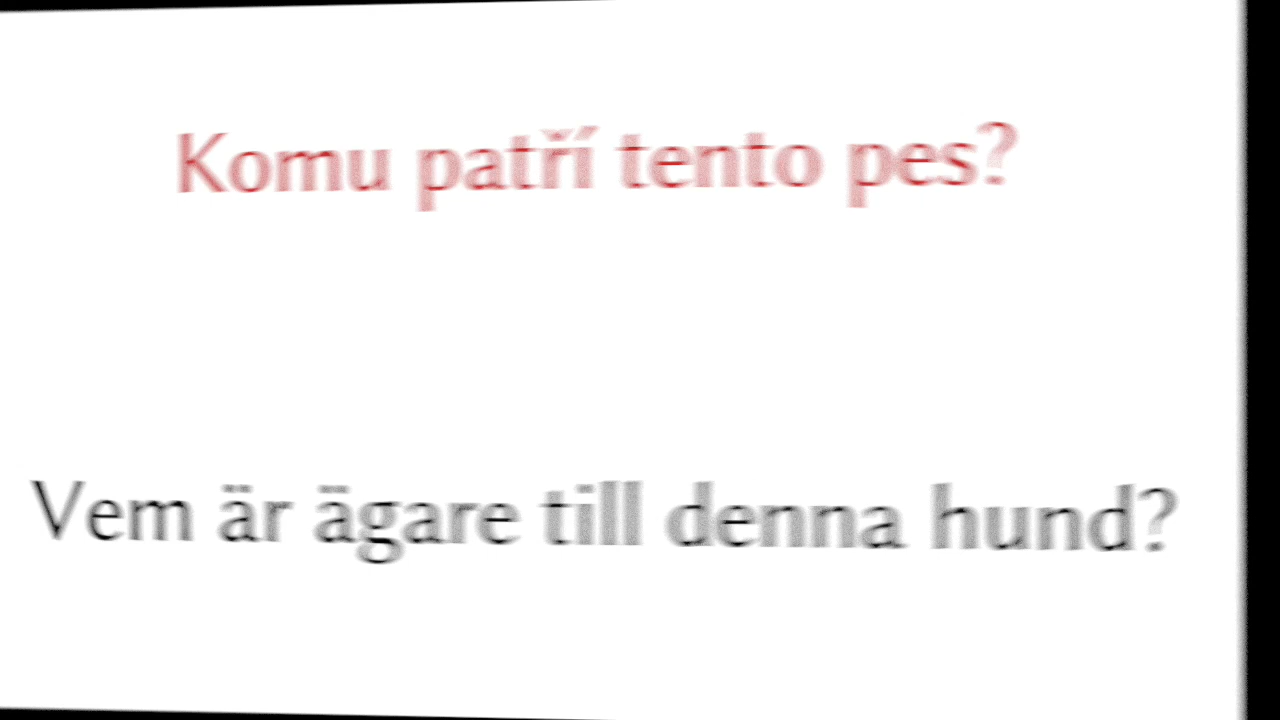 Komu patří tento pes?
Vem är ägare till denna hund?